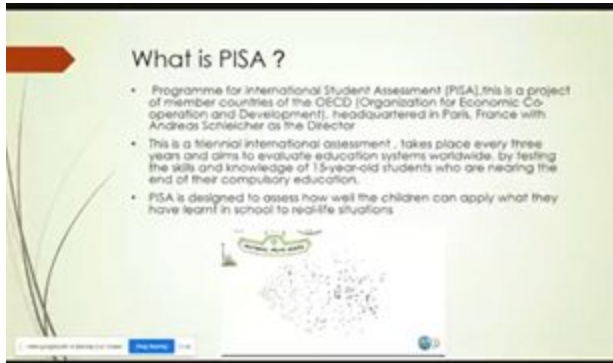 What is PISA ?
• Programme for International Student Assessment (PISA),this is a project
of member countries of the OECD (Organization for Economic Co-
operation and Development), headquartered in Paris, France with
Andreas Schleicher as the Director
• This is a triennial international assessment , takes place every three
years and aims to evaluate education systems worldwide, by testing
the skills and knowledge of 15-year-old students who are nearing the
end of their compulsory education.
• PISA is designed to assess how well the children can apply what they
have learnt in school to real-life situations